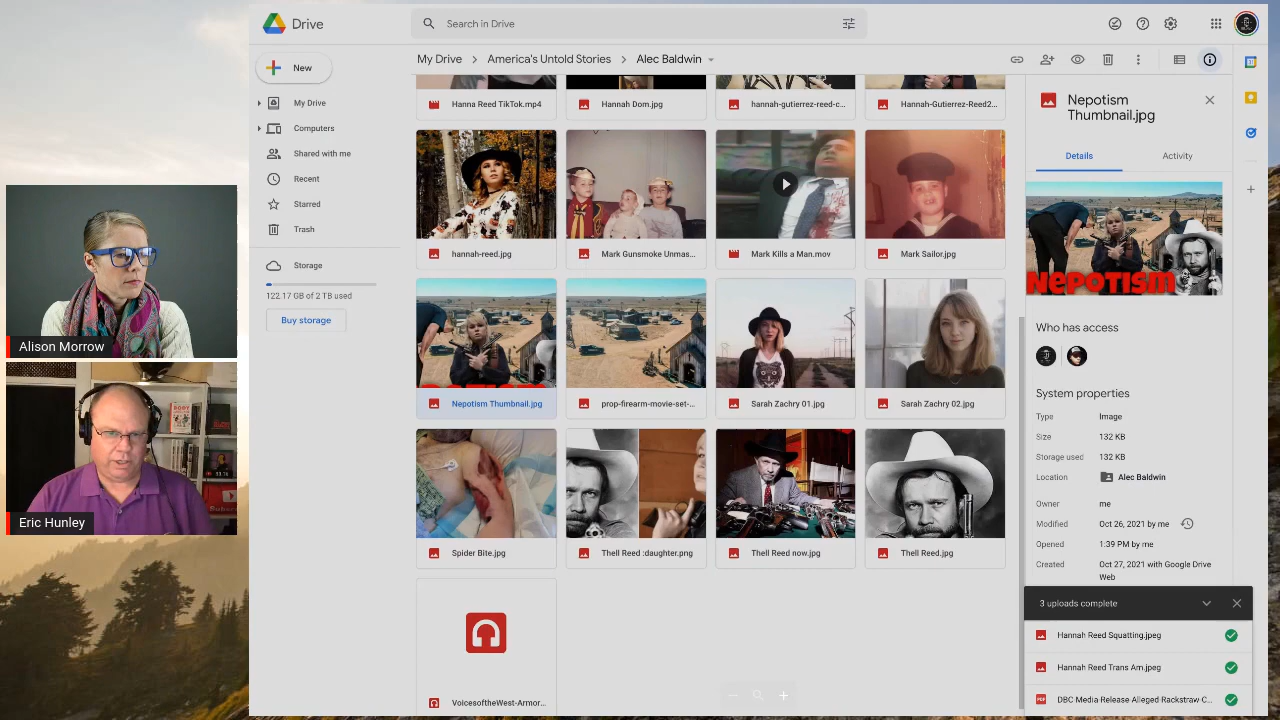 Drive
Search in Drive
New
My Drive
Computers
Shared with me
Recent
Starred
Trash
Storage
122.17 GB of 2 TB used
Buy storage
My Drive > America's Untold Stories > Alec Baldwin
Hanna Reed TikTok.mp4
Hannah Dom.jpg
hannah-gutierrez-reed-c...
Hannah-Gutierrez-Reed2...
hannah-reed.jpg
Mark Gunsmoke Unmas...
Mark Kills a Man.mov
Mark Sailor.jpg
Nepotism Thumbnail.jpg
prop-firearm-movie-set-...
Sarah Zachry 01.jpg
Sarah Zachry 02.jpg
Spider Bite.jpg
Thell Reed :daughter.png
Thell Reed now.jpg
Thell Reed.jpg
VoicesoftheWest-Armor...
Nepotism
Thumbnail.jpg
Details
Activity
NEPOTISM
Who has access
System properties
Type Image
Size 132 KB
Storage used 132 KB
Location Alec Baldwin
Owner me
Modified Oct 26, 2021 by me
Opened 1:39 PM by me
Created Oct 27, 2021 with Google Drive
Web
3 uploads complete
Hannah Reed Squatting.jpeg
Hannah Reed Trans Am.jpeg
PDF DBC Media Release Alleged Rackstraw C...
Alison Morrow
Eric Hunley